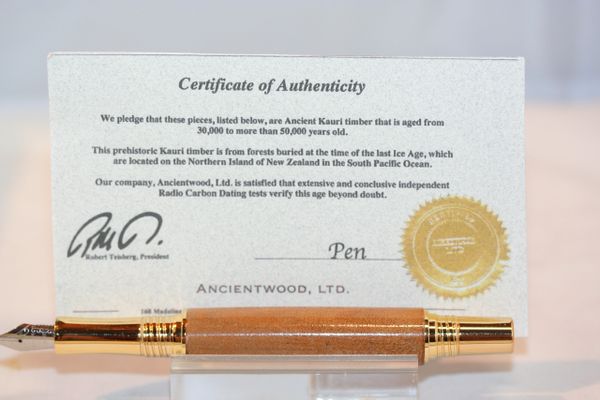 Certificate of Authenticity
We pledge that these pieces, listed below, are Ancient Kauri timber that is aged from
30,000 to more than 50,000 years old.
This prehistoric Kauri timber is from forests buried at the time of the last Ice Age, which
are located on the Northern Island of New Zealand in the South Pacific Ocean.
Our company, Ancientwood, Ltd. is satisfied that extensive and conclusive independent
Radio Carbon Dating tests verify this age beyond doubt.
Robert Teisberg, President
Pen
ANCIENTWOOD, LTD.
160 Madeline